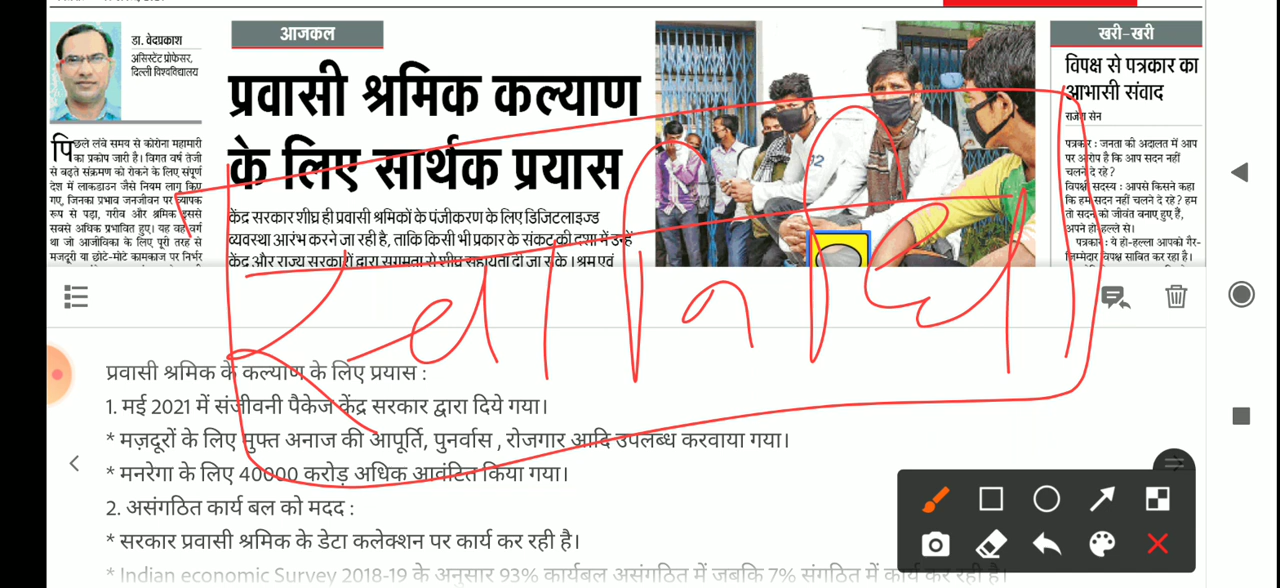 डा. वेदप्रकाश
असिस्टेंट प्रोफेसर,
दिल्ली विश्वविद्यालय
पिछले लंबे समय से कोरोना महामारी
का प्रकोप जारी है। विगत वर्ष तेजी
से बढ़ते संक्रमण को रोकने के लिए संपूर्ण
देश में लाकडाउन जैसे नियम लागू किए
गए, जिनका प्रभाव जनजीवन पर व्यापक
रूप से पड़ा, गरीब और श्रमिक इससे
सबसे अधिक प्रभावित हुए। यह वह वर्ग
था जो आजीविका के लिए पूरी तरह से
मजदूरी या छोटे-मोटे कामकाज पर निर्भर
आजकल
प्रवासी श्रमिक कल्याण
के लिए सार्थक प्रयास
केंद्र सरकार शीघ्र ही प्रवासी श्रमिकों के पंजीकरण के लिए डिजिटलाइज्ड
व्यवस्था आरंभ करने जा रही है, ताकि किसी भी प्रकार के संकट की दशा में उन्हें
केंद्र और राज्य सरकारों द्वारा सुगमता से शीघ्र सहायता दी जा सके। श्रम एवं
खरी-खरी
विपक्ष से पत्रकार का
आभासी संवाद
राजेश सेन
पत्रकार : जनता की अदालत में आप
पर आरोप है कि आप सदन नहीं
चलने दे रहे?
विपक्षी सदस्य : आपसे किसने कहा
कि हम सदन नहीं चलने दे रहे? हम
तो सदन को जीवंत बनाए हुए हैं,
अपने हो-हल्ले से।
पत्रकार : ये हो-हल्ला आपको गैर-
जिम्मेदार विपक्ष साबित कर रहा है।
प्रवासी श्रमिक के कल्याण के लिए प्रयास :
1. मई 2021 में संजीवनी पैकेज केंद्र सरकार द्वारा दिये गया।
* मज़दूरों के लिए मुफ्त अनाज की आपूर्ति, पुनर्वास , रोजगार आदि उपलब्ध करवाया गया।
* मनरेगा के लिए 40000 करोड़ अधिक आवंटित किया गया।
2. असंगठित कार्य बल को मदद :
* सरकार प्रवासी श्रमिक के डेटा कलेक्शन पर कार्य कर रही है।
* Indian economic Survey 2018-19 के अनुसार 93% कार्यबल असंगठित में जबकि 7% संगठित में कार्य कर रही है।